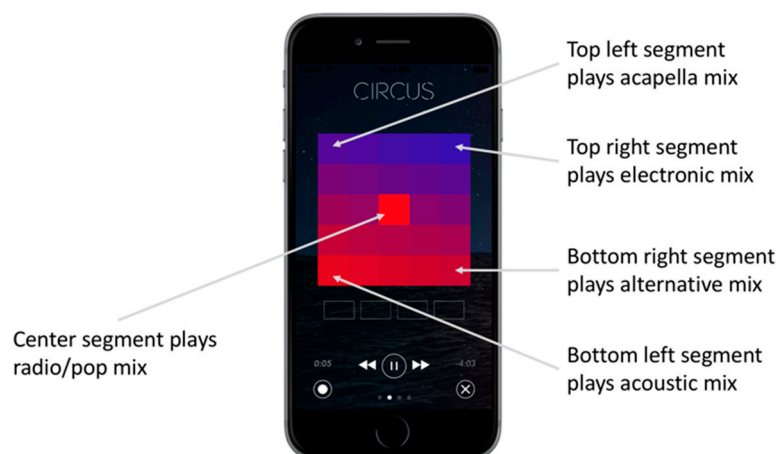 Top left segment
plays acapella mix
CIRCUS
Top right segment
plays electronic mix
Bottom right segment
plays alternative mix
Center segment plays
radio/pop mix
0:05
-4:03
Bottom left segment
plays acoustic mix